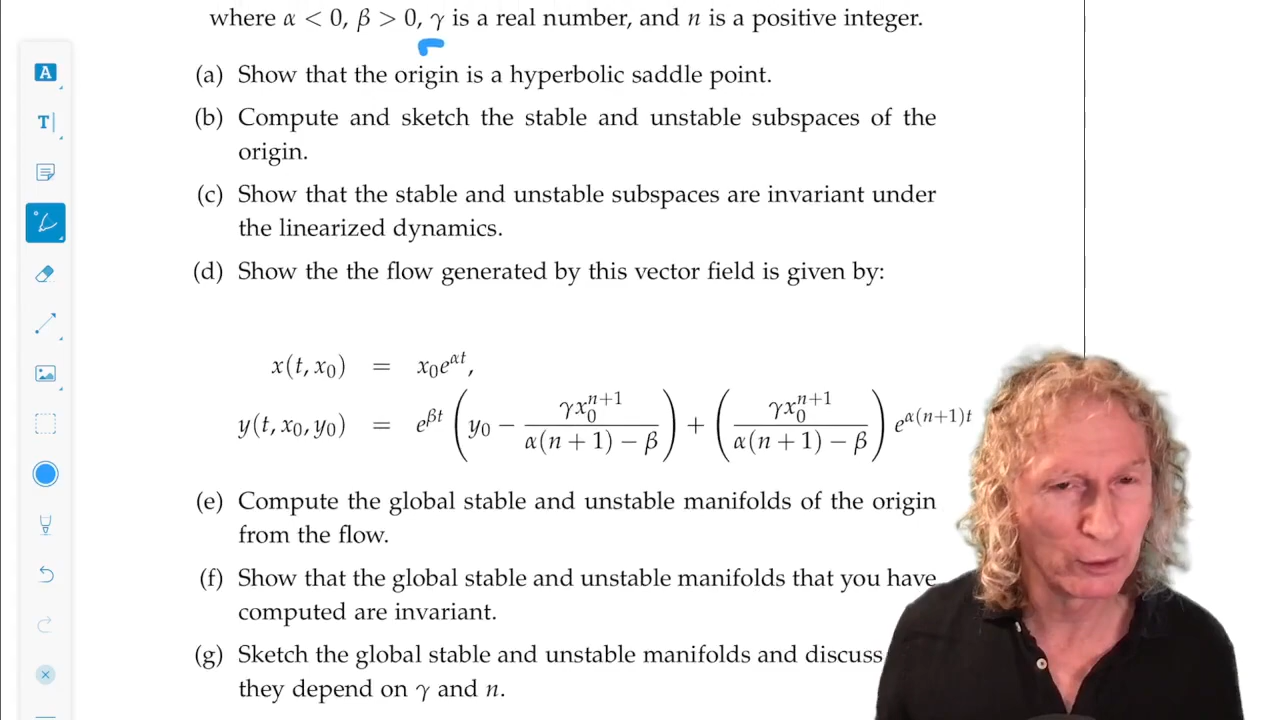 where α < 0, β > 0, γ is a real number, and n is a positive integer.
(a) Show that the origin is a hyperbolic saddle point.
(b) Compute and sketch the stable and unstable subspaces of the
origin.
(c) Show that the stable and unstable subspaces are invariant under
the linearized dynamics.
(d) Show the the flow generated by this vector field is given by:
x(t, x₀) = x₀e^{αt},
y(t, x₀, y₀) = e^{βt} ( y₀ − \frac{γx₀^{n+1}}{α(n + 1) − β} ) + ( \frac{γx₀^{n+1}}{α(n + 1) − β} ) e^{α(n+1)t}
(e) Compute the global stable and unstable manifolds of the origin
from the flow.
(f) Show that the global stable and unstable manifolds that you have
computed are invariant.
(g) Sketch the global stable and unstable manifolds and discuss
they depend on γ and n.
A
T